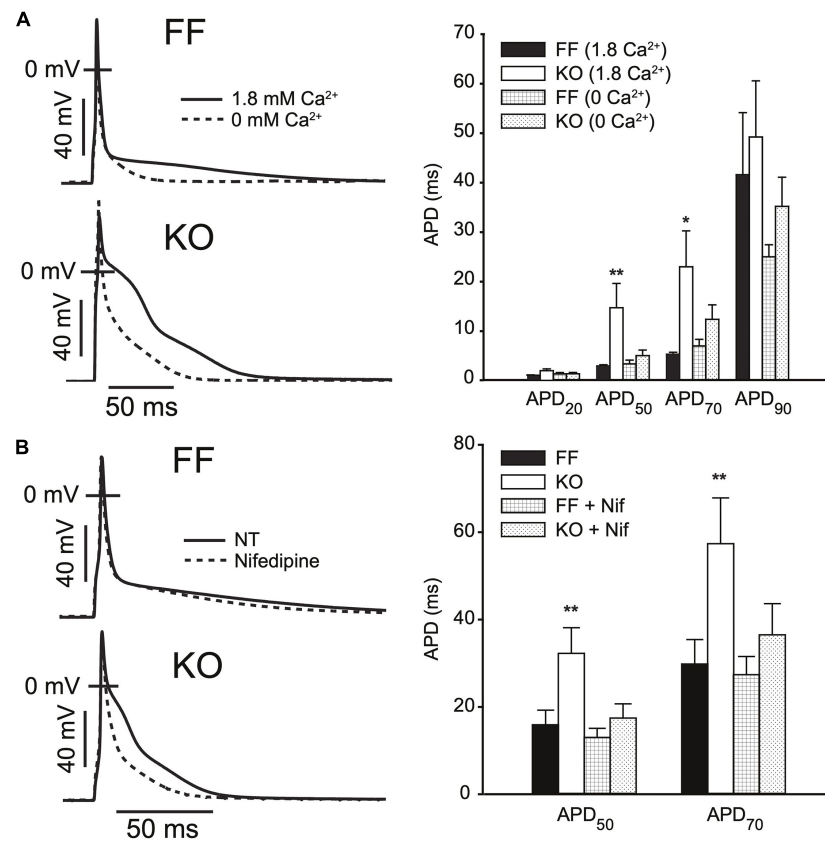 A
FF
0 mV
40 mV
1.8 mM Ca²⁺
0 mM Ca²⁺
KO
0 mV
40 mV
50 ms
APD (ms)
70
60
50
40
30
20
10
0
FF (1.8 Ca²⁺)
KO (1.8 Ca²⁺)
FF (0 Ca²⁺)
KO (0 Ca²⁺)
**
*
APD₂₀ APD₅₀ APD₇₀ APD₉₀
B
FF
0 mV
40 mV
NT
Nifedipine
KO
0 mV
40 mV
50 ms
APD (ms)
80
60
40
20
0
FF
KO
FF + Nif
KO + Nif
**
**
APD₅₀ APD₇₀